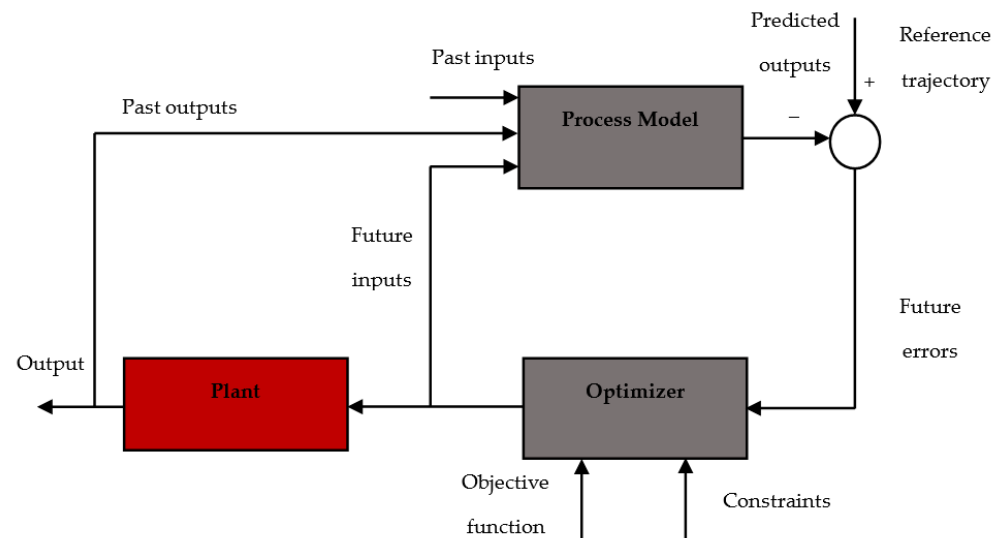 Predicted
outputs
Reference
trajectory
+
Past inputs
Past outputs
Process Model
–
Future
inputs
Future
errors
Output
Plant
Optimizer
Objective
function
Constraints